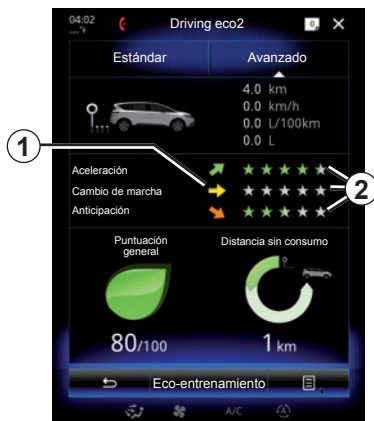 04:02 Driving eco2
---°F
Estándar Avanzado
4.0 km
0.0 km/h
0.0 L/100km
0.0 L
1
Aceleración
Cambio de marcha
2
Anticipación
Puntuación general Distancia sin consumo
80/100 1 km
Eco-entrenamiento
A/C